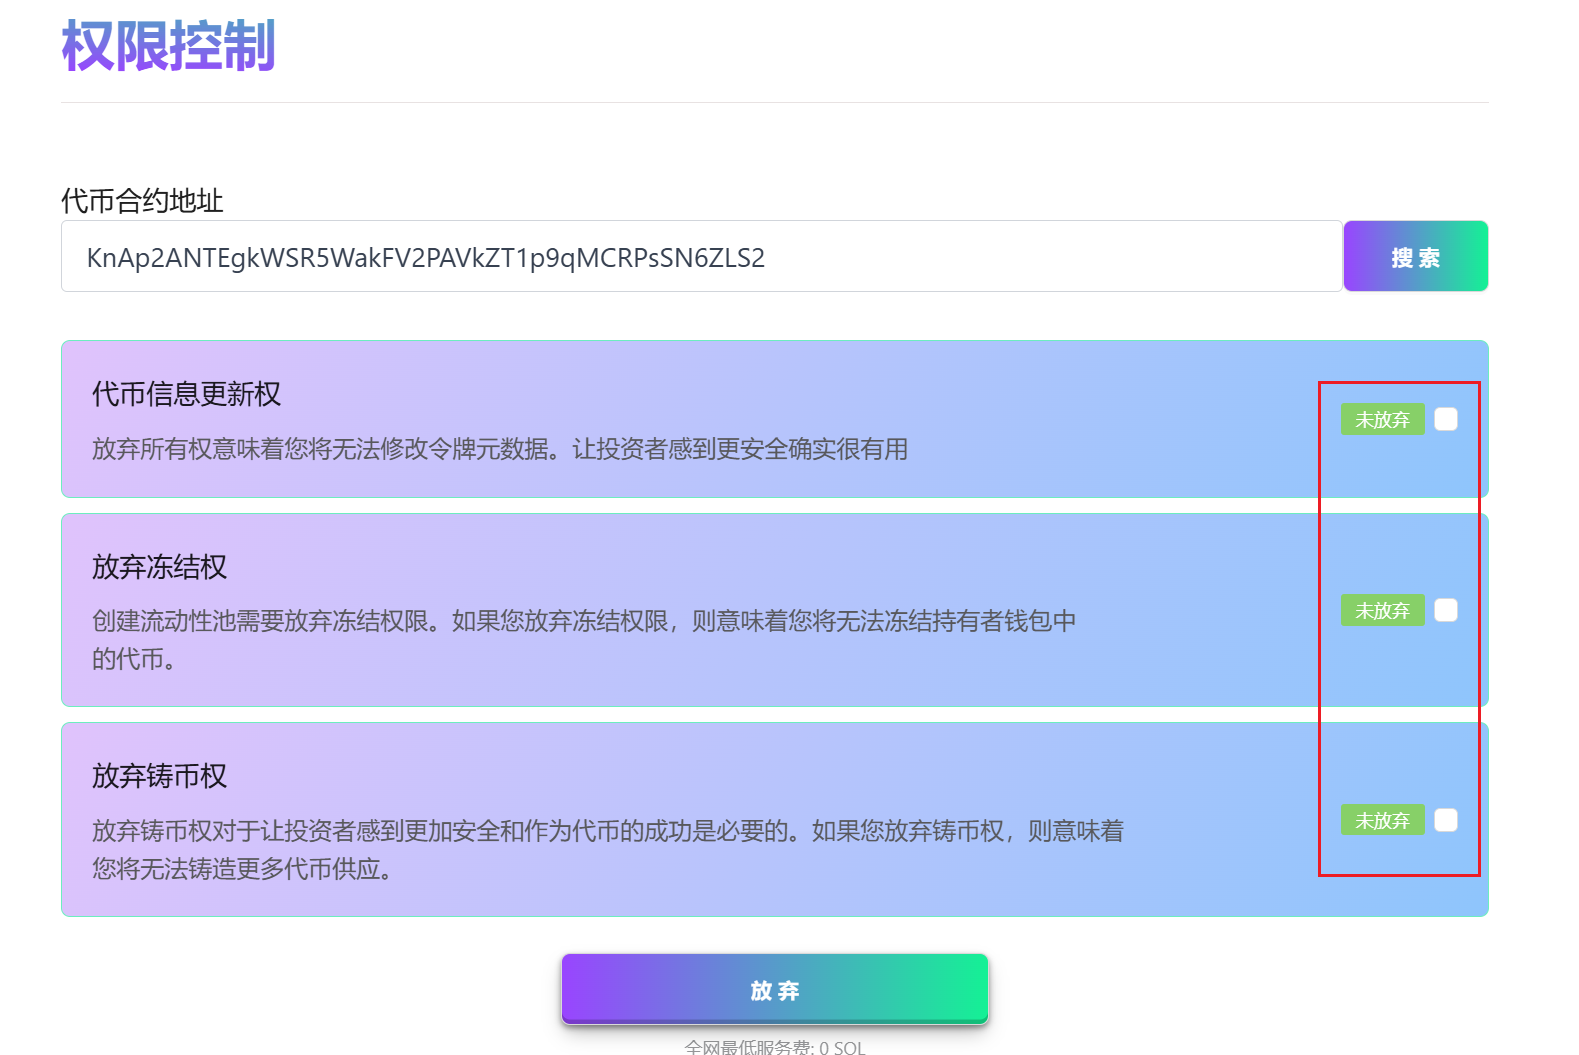 权限控制
代币合约地址
KnAp2ANTEgkWSR5WakFV2PAVkZT1p9qMCRPsSN6ZLS2
搜索
代币信息更新权
放弃所有权意味着您将无法修改令牌元数据。让投资者感到更安全确实很有用
未放弃
放弃冻结权
创建流动性池需要放弃冻结权限。如果您放弃冻结权限，则意味着您将无法冻结持有者钱包中
的代币。
未放弃
放弃铸币权
放弃铸币权对于让投资者感到更加安全和作为代币的成功是必要的。如果您放弃铸币权，则意味着
您将无法铸造更多代币供应。
未放弃
放弃
全网最低服务费: 0 SOL